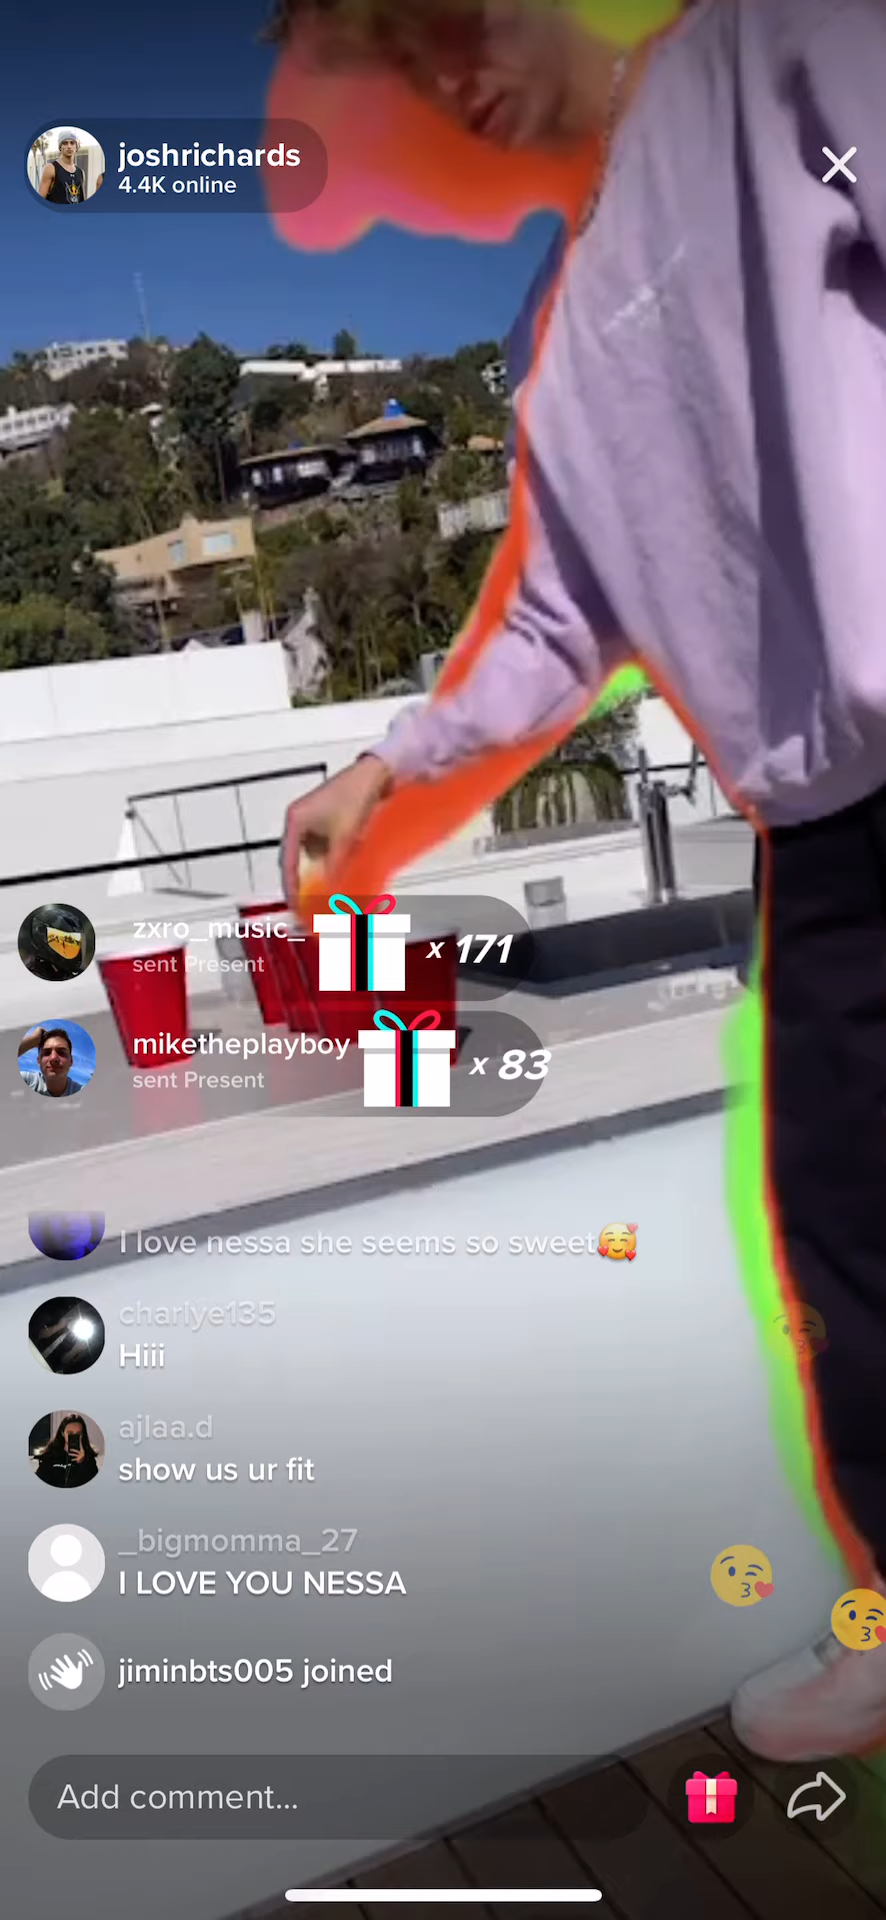 joshrichards
4.4K online
zxro_music_
sent Present
x 171
miketheplayboy
sent Present
x 83
I love nessa she seems so sweet🥰
charlye135
Hiii
ajlaa.d
show us ur fit
_bigmomma_27
I LOVE YOU NESSA
jiminbts005 joined
Add comment...